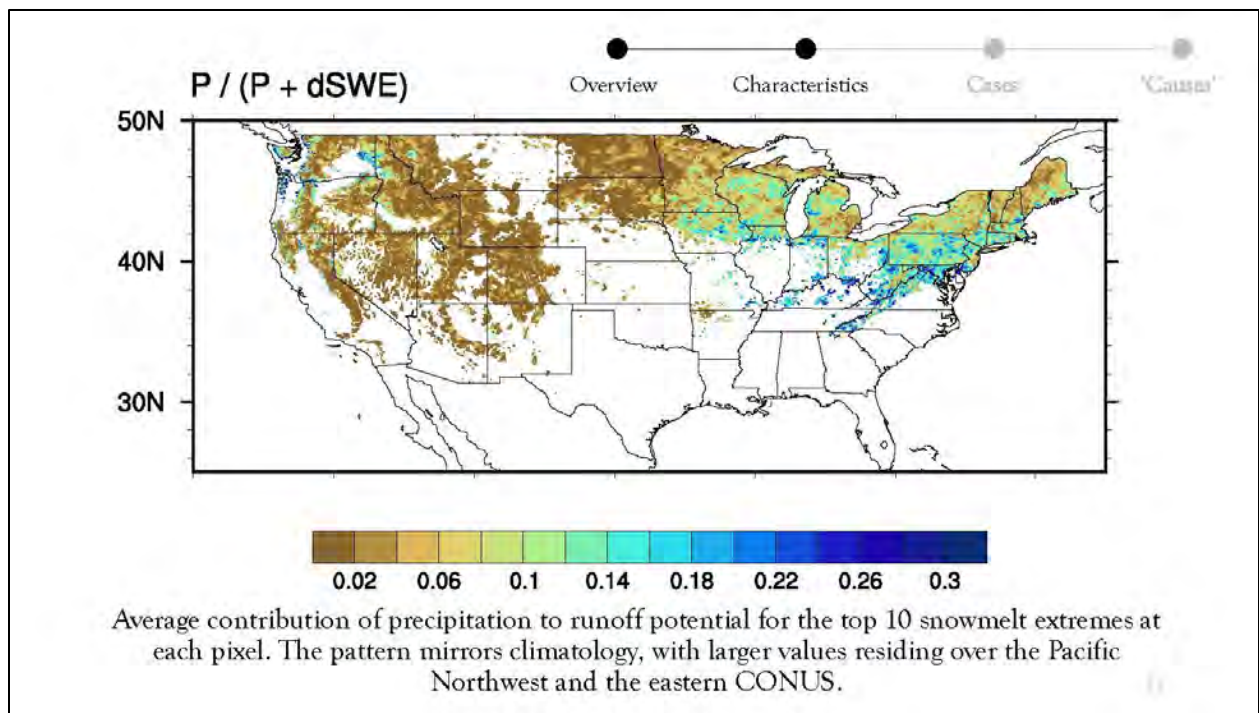 Overview
Characteristics
Cases
'Causes'
P / (P + dSWE)
50N
40N
30N
0.02 0.06 0.1 0.14 0.18 0.22 0.26 0.3
Average contribution of precipitation to runoff potential for the top 10 snowmelt extremes at
each pixel. The pattern mirrors climatology, with larger values residing over the Pacific
Northwest and the eastern CONUS.